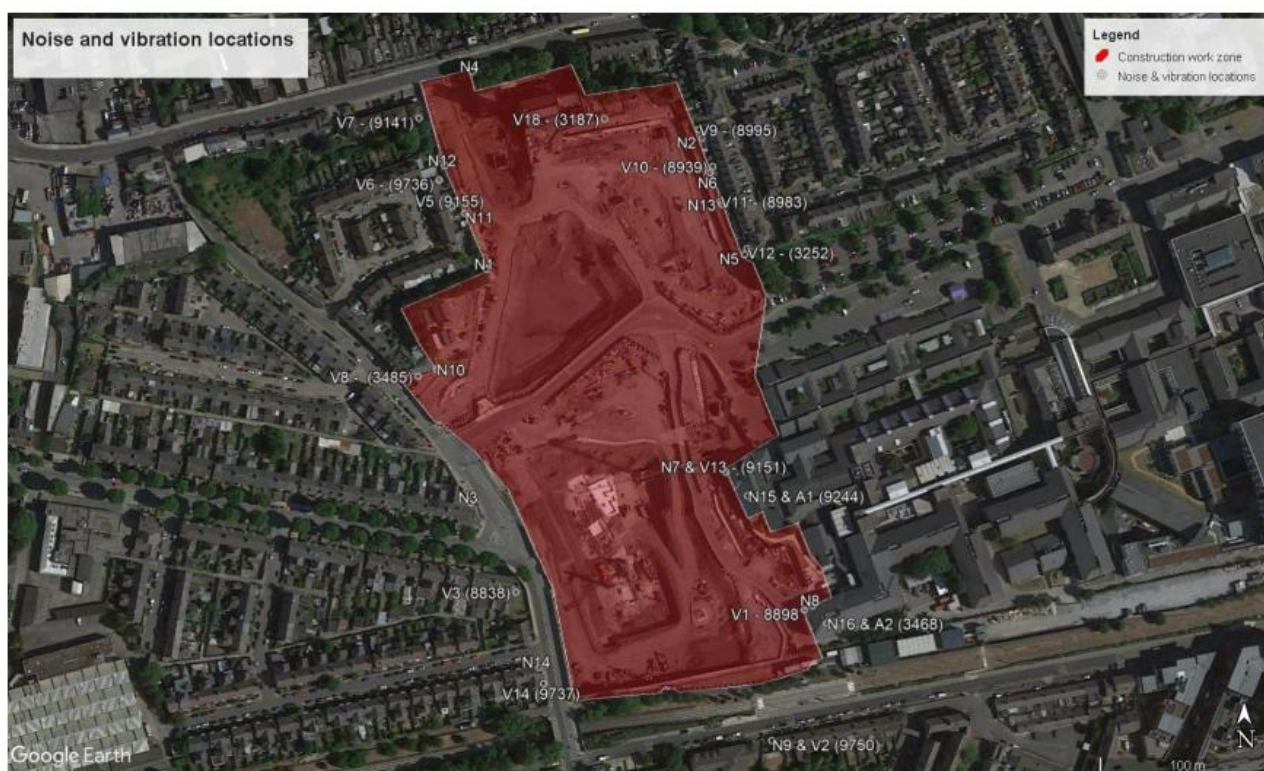 Noise and vibration locations
Legend
Construction work zone
Noise & vibration locations
N4
V7 - (9141)
V18 - (3187)
V9 - (8995)
N2
N12
V10 - (8939)
V6 - (9736)
N6
V5 (9155)
N13
V11 - (8983)
N11
N5
V12 - (3252)
N1
V8 - (3485)
N10
N7 & V13 - (9151)
N3
N15 & A1 (9244)
V3 (8838)
N8
V1 - 8898
N16 & A2 (3468)
N14
V14 (9737)
N9 & V2 (9750)
Google Earth
N
100 m